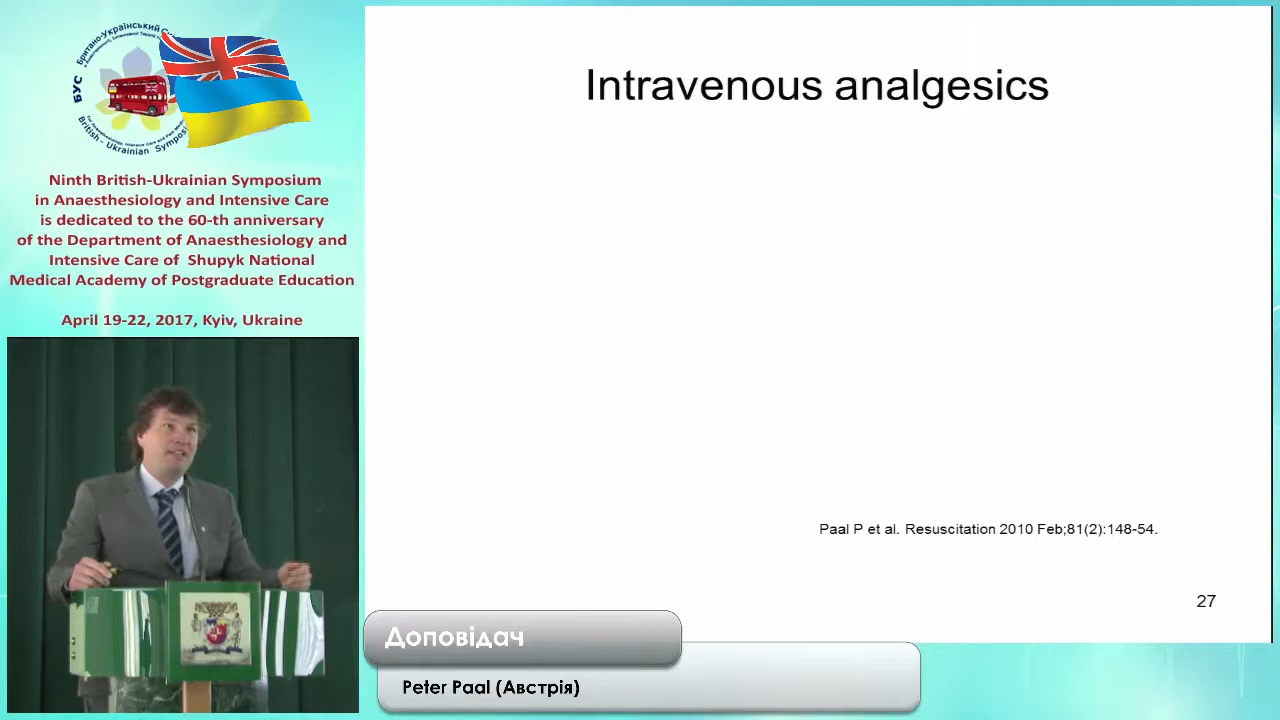 Британо-Український
БУС
British - Ukrainian Symposi
Ninth British-Ukrainian Symposium
in Anaesthesiology and Intensive Care
is dedicated to the 60-th anniversary
of the Department of Anaesthesiology and
Intensive Care of Shupyk National
Medical Academy of Postgraduate Education
April 19-22, 2017, Kyiv, Ukraine
Intravenous analgesics
Paal P et al. Resuscitation 2010 Feb;81(2):148-54.
27
Доповідач
Peter Paal (Австрія)